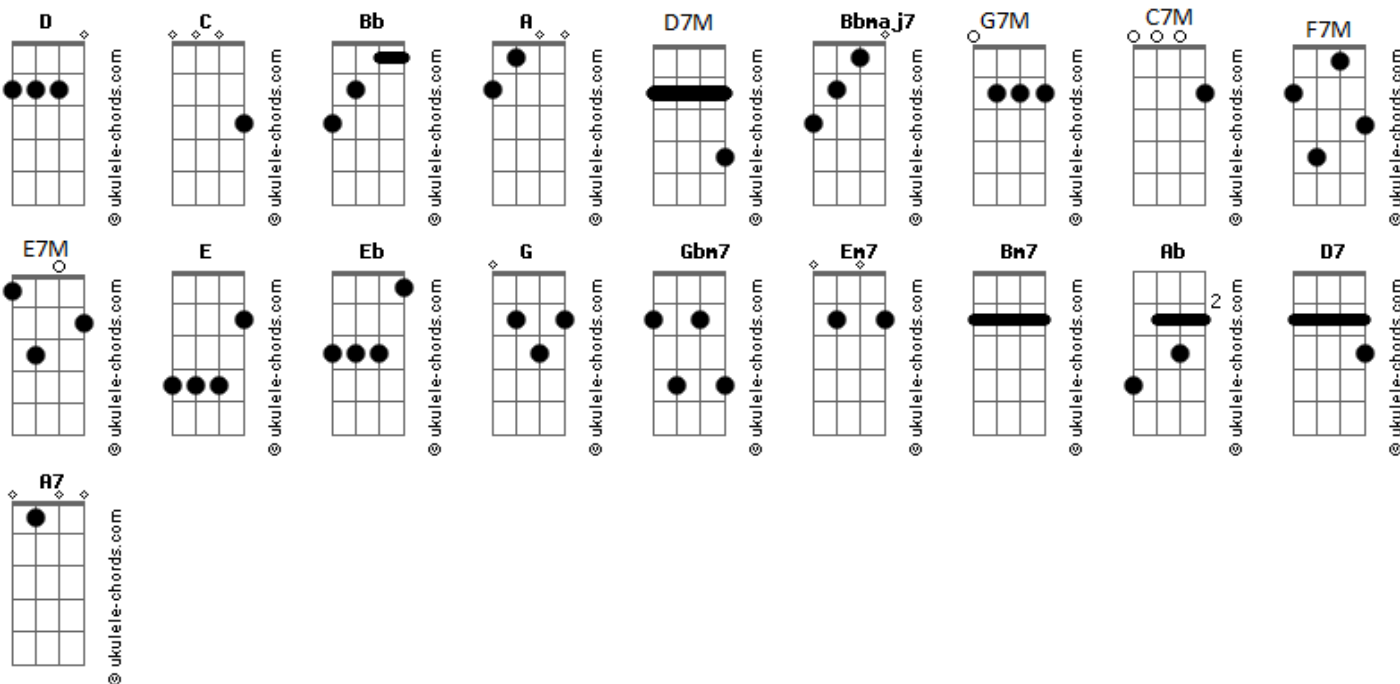 D C Bb A D7M Bbmaj7 G7M C7M F7M
© ukulele-chords.com © ukulele-chords.com © ukulele-chords.com © ukulele-chords.com © ukulele-chords.com © ukulele-chords.com © ukulele-chords.com © ukulele-chords.com © ukulele-chords.com
E7M E Eb G Gbm7 Em7 Bm7 Ab D7
2
© ukulele-chords.com © ukulele-chords.com © ukulele-chords.com © ukulele-chords.com © ukulele-chords.com © ukulele-chords.com © ukulele-chords.com © ukulele-chords.com © ukulele-chords.com
A7
© ukulele-chords.com